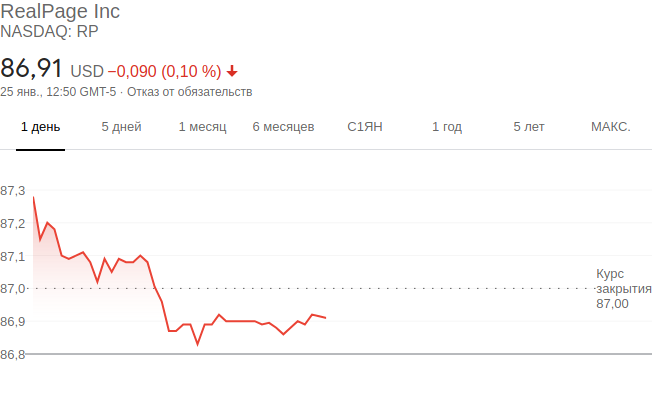 RealPage Inc
NASDAQ: RP
86,91 USD −0,090 (0,10 %)
25 янв., 12:50 GMT-5 · Отказ от обязательств
1 день 5 дней 1 месяц 6 месяцев С1ЯН 1 год 5 лет МАКС.
87,3
87,2
87,1
87,0
86,9
86,8
Курс
закрытия
87,00